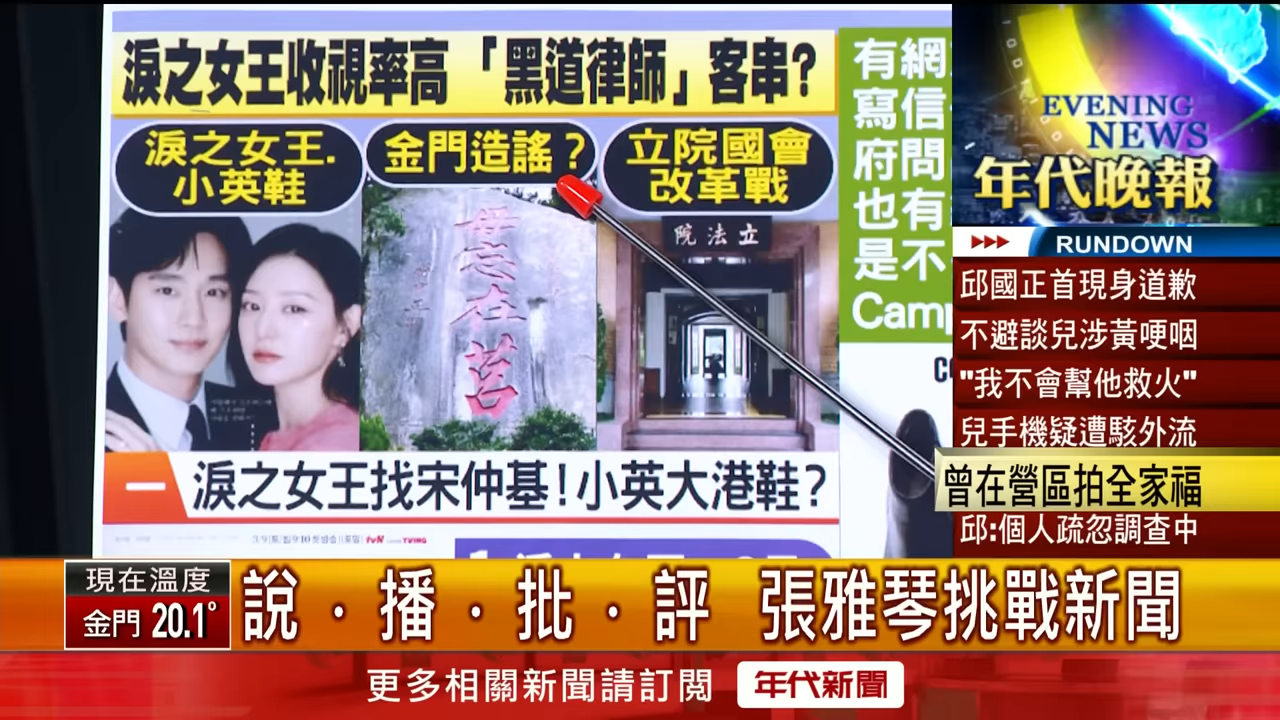 淚之女王收視率高「黑道律師」客串?
淚之女王.
小英鞋
金門造謠?
立院國會
改革戰
毋忘在莒
立法院
一 淚之女王找宋仲基!小英大港鞋?
有網
寫信
府問
也有
是不
Camp
EVENING
NEWS
年代晚報
RUNDOWN
邱國正首現身道歉
不避談兒涉黃哽咽
"我不會幫他救火"
兒手機疑遭駭外流
曾在營區拍全家福
邱:個人疏忽調查中
現在溫度
金門 20.1°
說.播.批.評 張雅琴挑戰新聞
更多相關新聞請訂閱 年代新聞